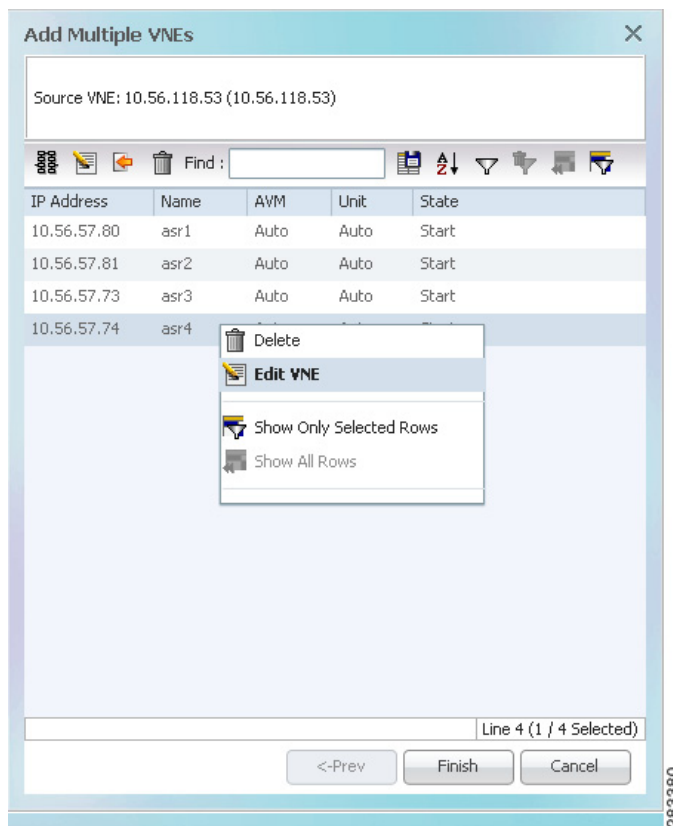 Add Multiple VNEs
Source VNE: 10.56.118.53 (10.56.118.53)
Find :
IP Address Name AVM Unit State
10.56.57.80 asr1 Auto Auto Start
10.56.57.81 asr2 Auto Auto Start
10.56.57.73 asr3 Auto Auto Start
10.56.57.74 asr4
Delete
Edit VNE
Show Only Selected Rows
Show All Rows
Line 4 (1 / 4 Selected)
<-Prev Finish Cancel
283380